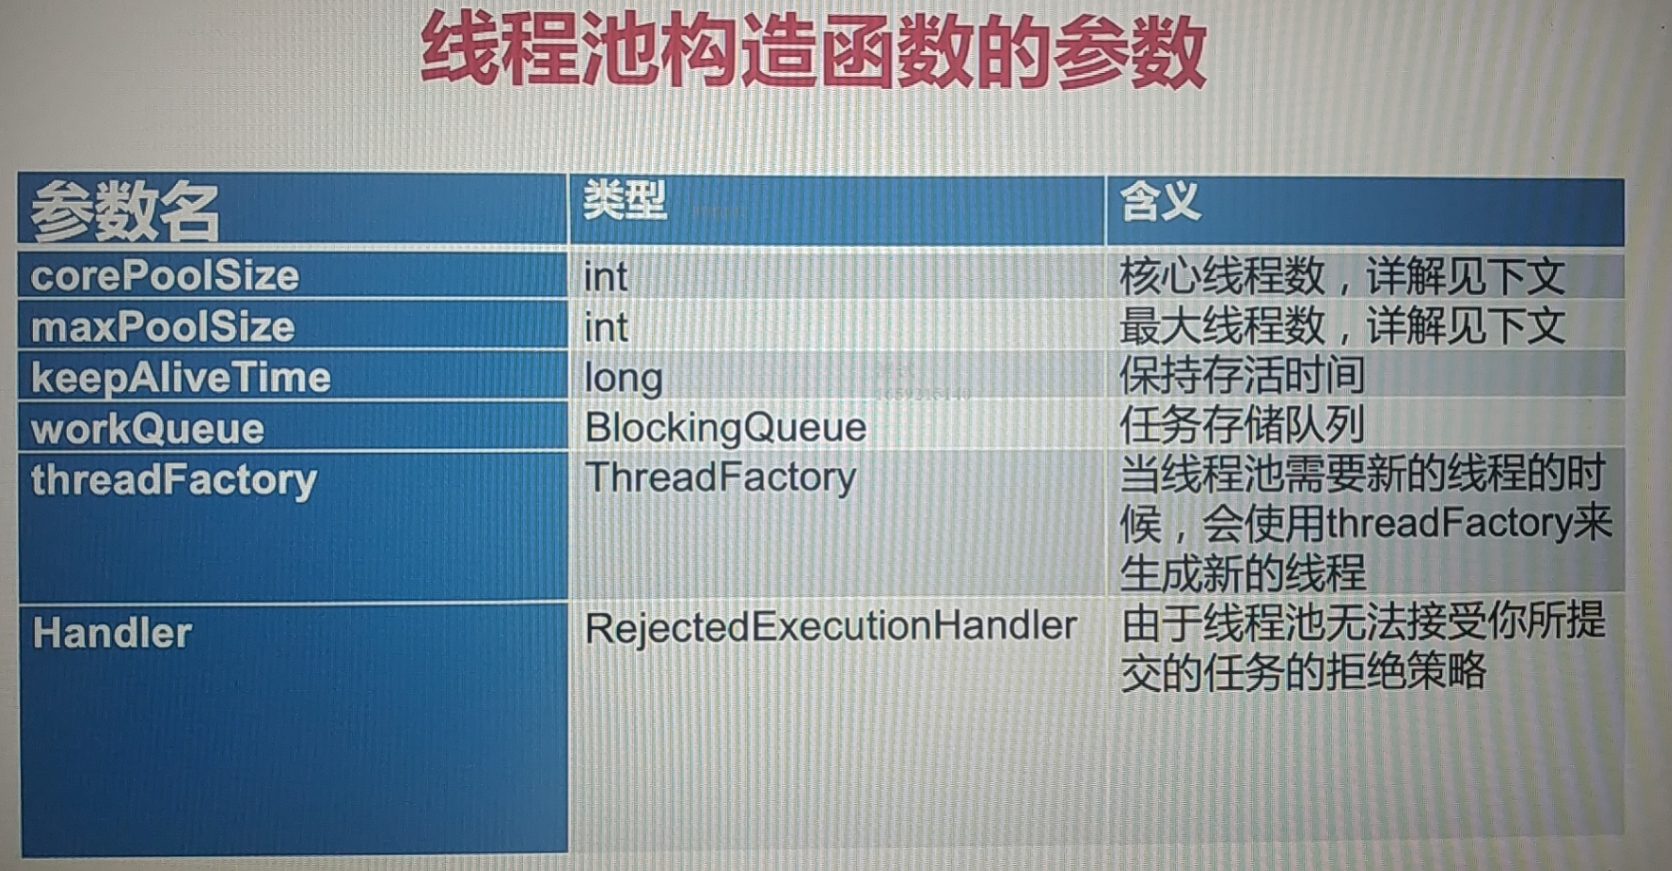 线程池构造函数的参数
参数名 类型 含义
corePoolSize int 核心线程数，详解见下文
maxPoolSize int 最大线程数，详解见下文
keepAliveTime long 保持存活时间
workQueue BlockingQueue 任务存储队列
threadFactory ThreadFactory 当线程池需要新的线程的时
候，会使用threadFactory来
生成新的线程
Handler RejectedExecutionHandler 由于线程池无法接受你所提
交的任务的拒绝策略